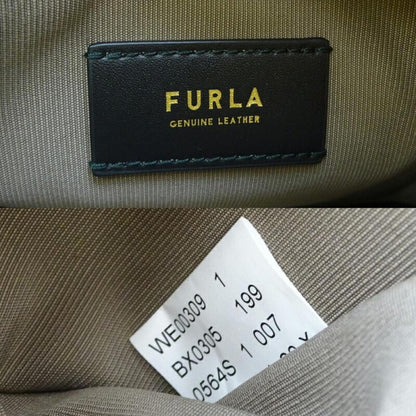 FURLA
GENUINE LEATHER
WE00309 1
BX0305 199
0564S 1 007